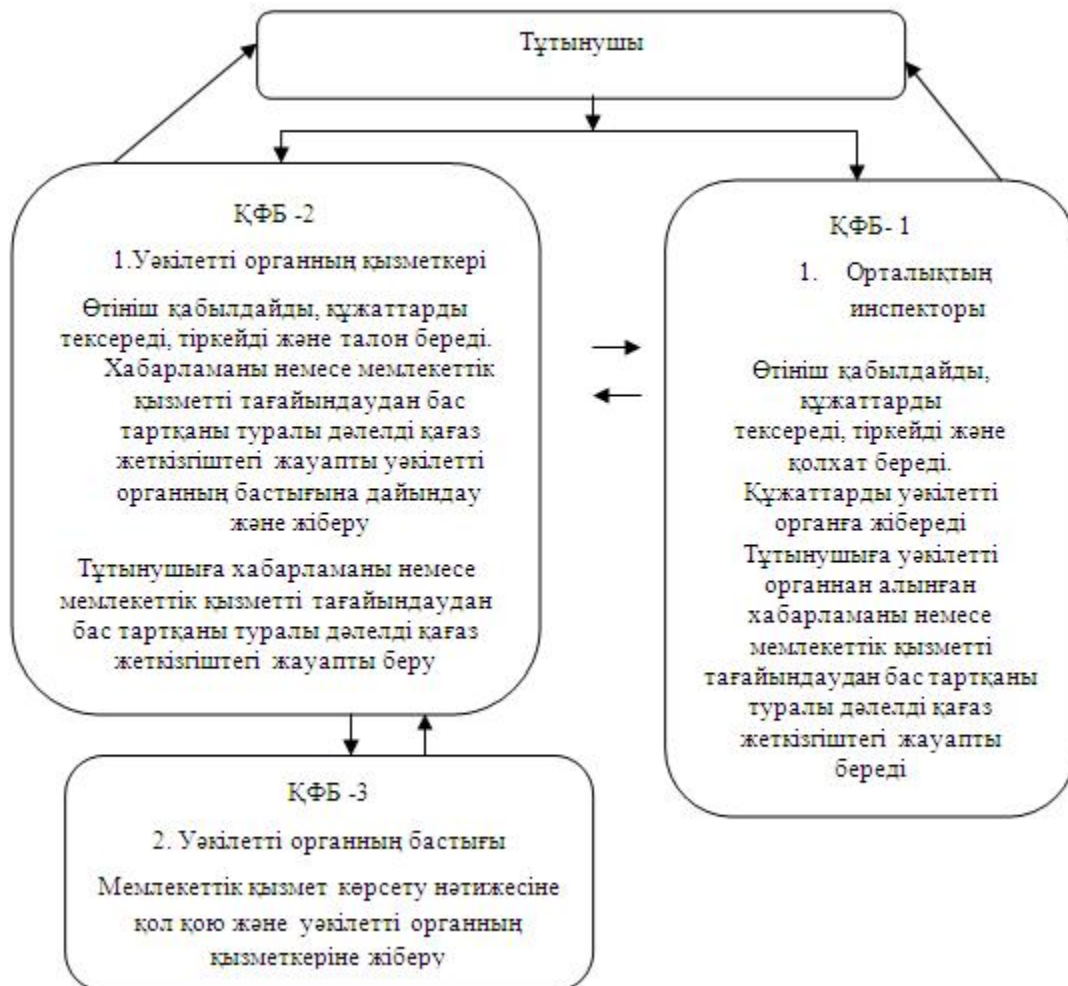 Тұтынушы
ҚФБ -2
1.Уәкілетті органның қызметкері
Өтініш қабылдайды, құжаттарды
тексереді, тіркейді және талон береді.
Хабарламаны немесе мемлекеттік
қызметті тағайындаудан бас
тартқаны туралы дәлелді қағаз
жеткізгіштегі жауапты уәкілетті
органның бастығына дайындау
және жіберу
Тұтынушыға хабарламаны немесе
мемлекеттік қызметті тағайындаудан
бас тартқаны туралы дәлелді қағаз
жеткізгіштегі жауапты беру
ҚФБ- 1
1. Орталықтың
инспекторы
Өтініш қабылдайды,
құжаттарды
тексереді, тіркейді және
қолхат береді.
Құжаттарды уәкілетті
органға жібереді
Тұтынушыға уәкілетті
органнан алынған
хабарламаны немесе
мемлекеттік қызметті
тағайындаудан бас тартқаны
туралы дәлелді қағаз
жеткізгіштегі жауапты
береді
ҚФБ -3
2. Уәкілетті органның бастығы
Мемлекеттік қызмет көрсету нәтижесіне
қол қою және уәкілетті органның
қызметкеріне жіберу